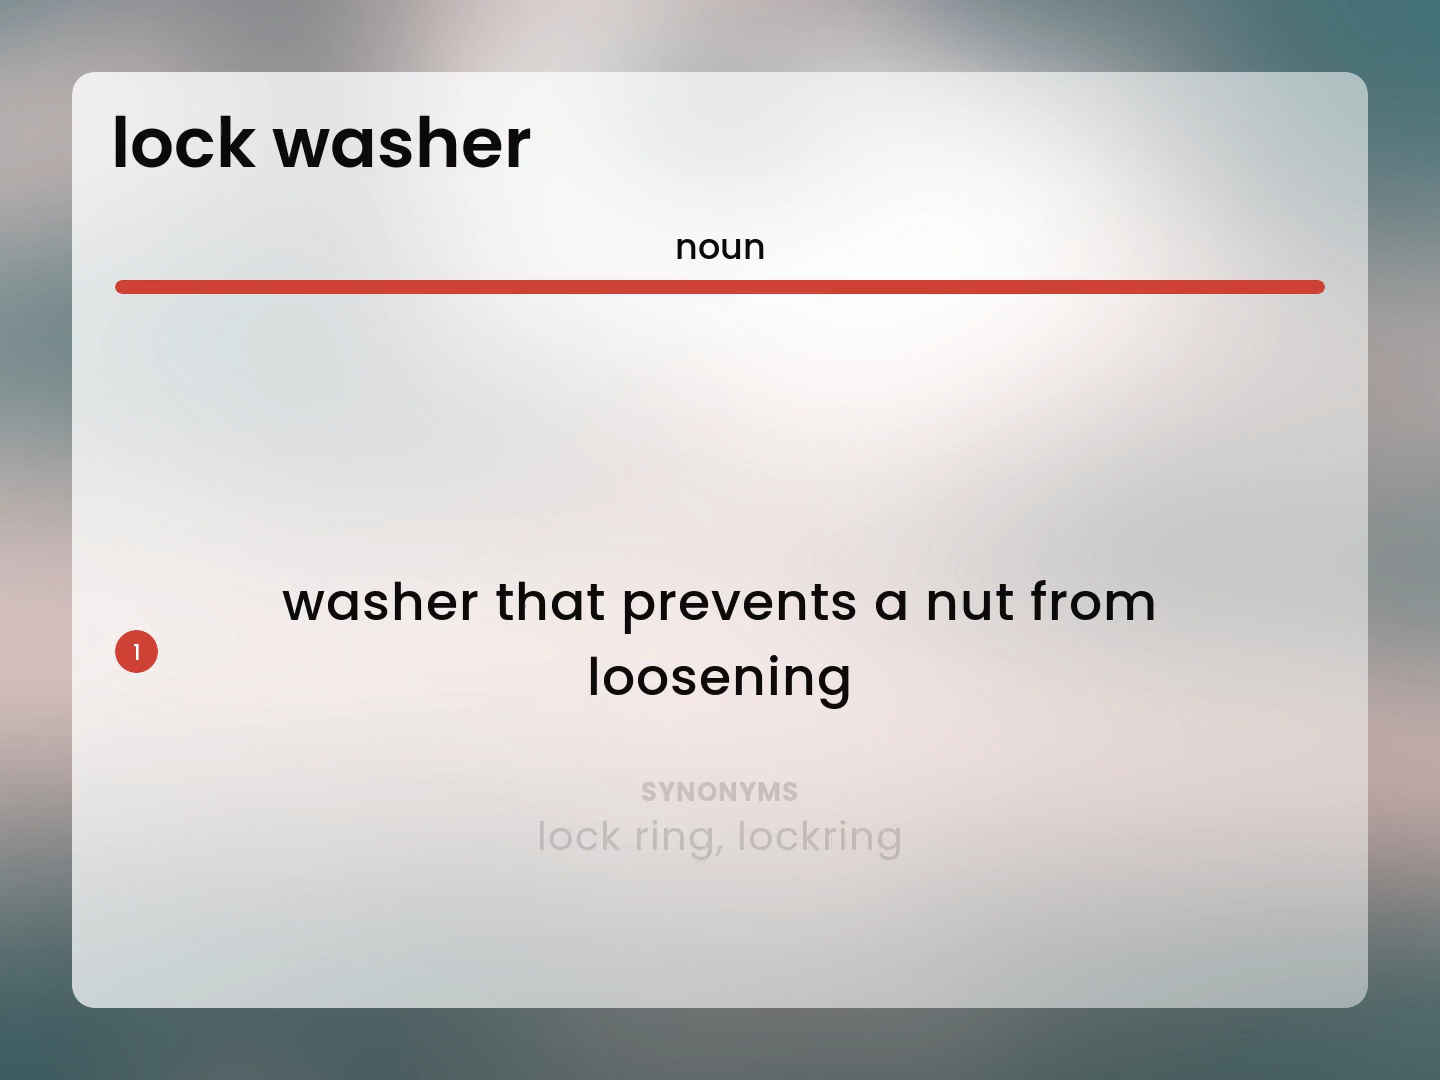 lock washer
noun
washer that prevents a nut from
1
loosening
SYNONYMS
lock ring, lockring